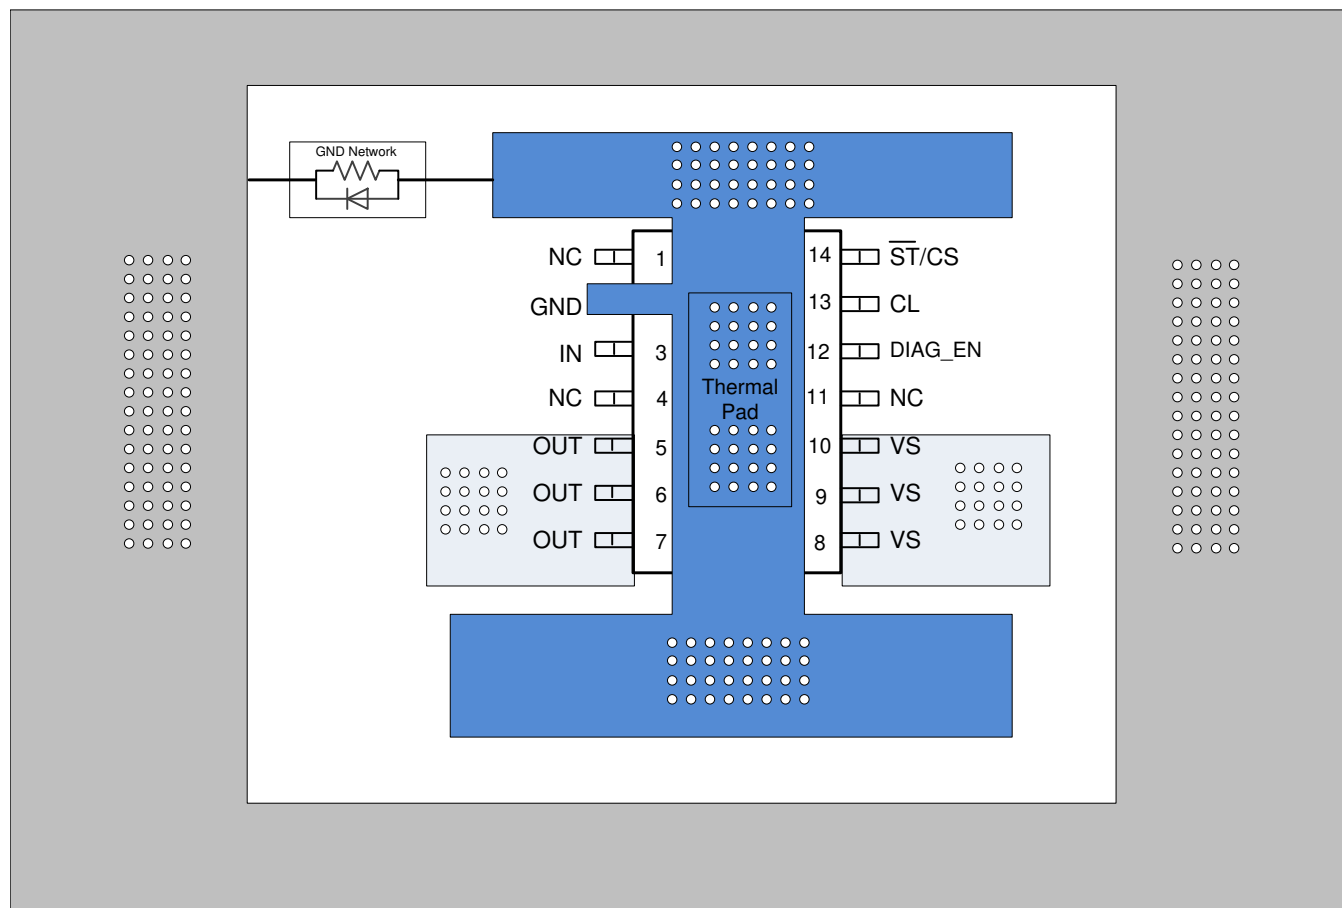 GND Network
NC 1 14 S̅T̅/CS
GND 13 CL
IN 3 12 DIAG_EN
Thermal
Pad
NC 4 11 NC
OUT 5 10 VS
OUT 6 9 VS
OUT 7 8 VS